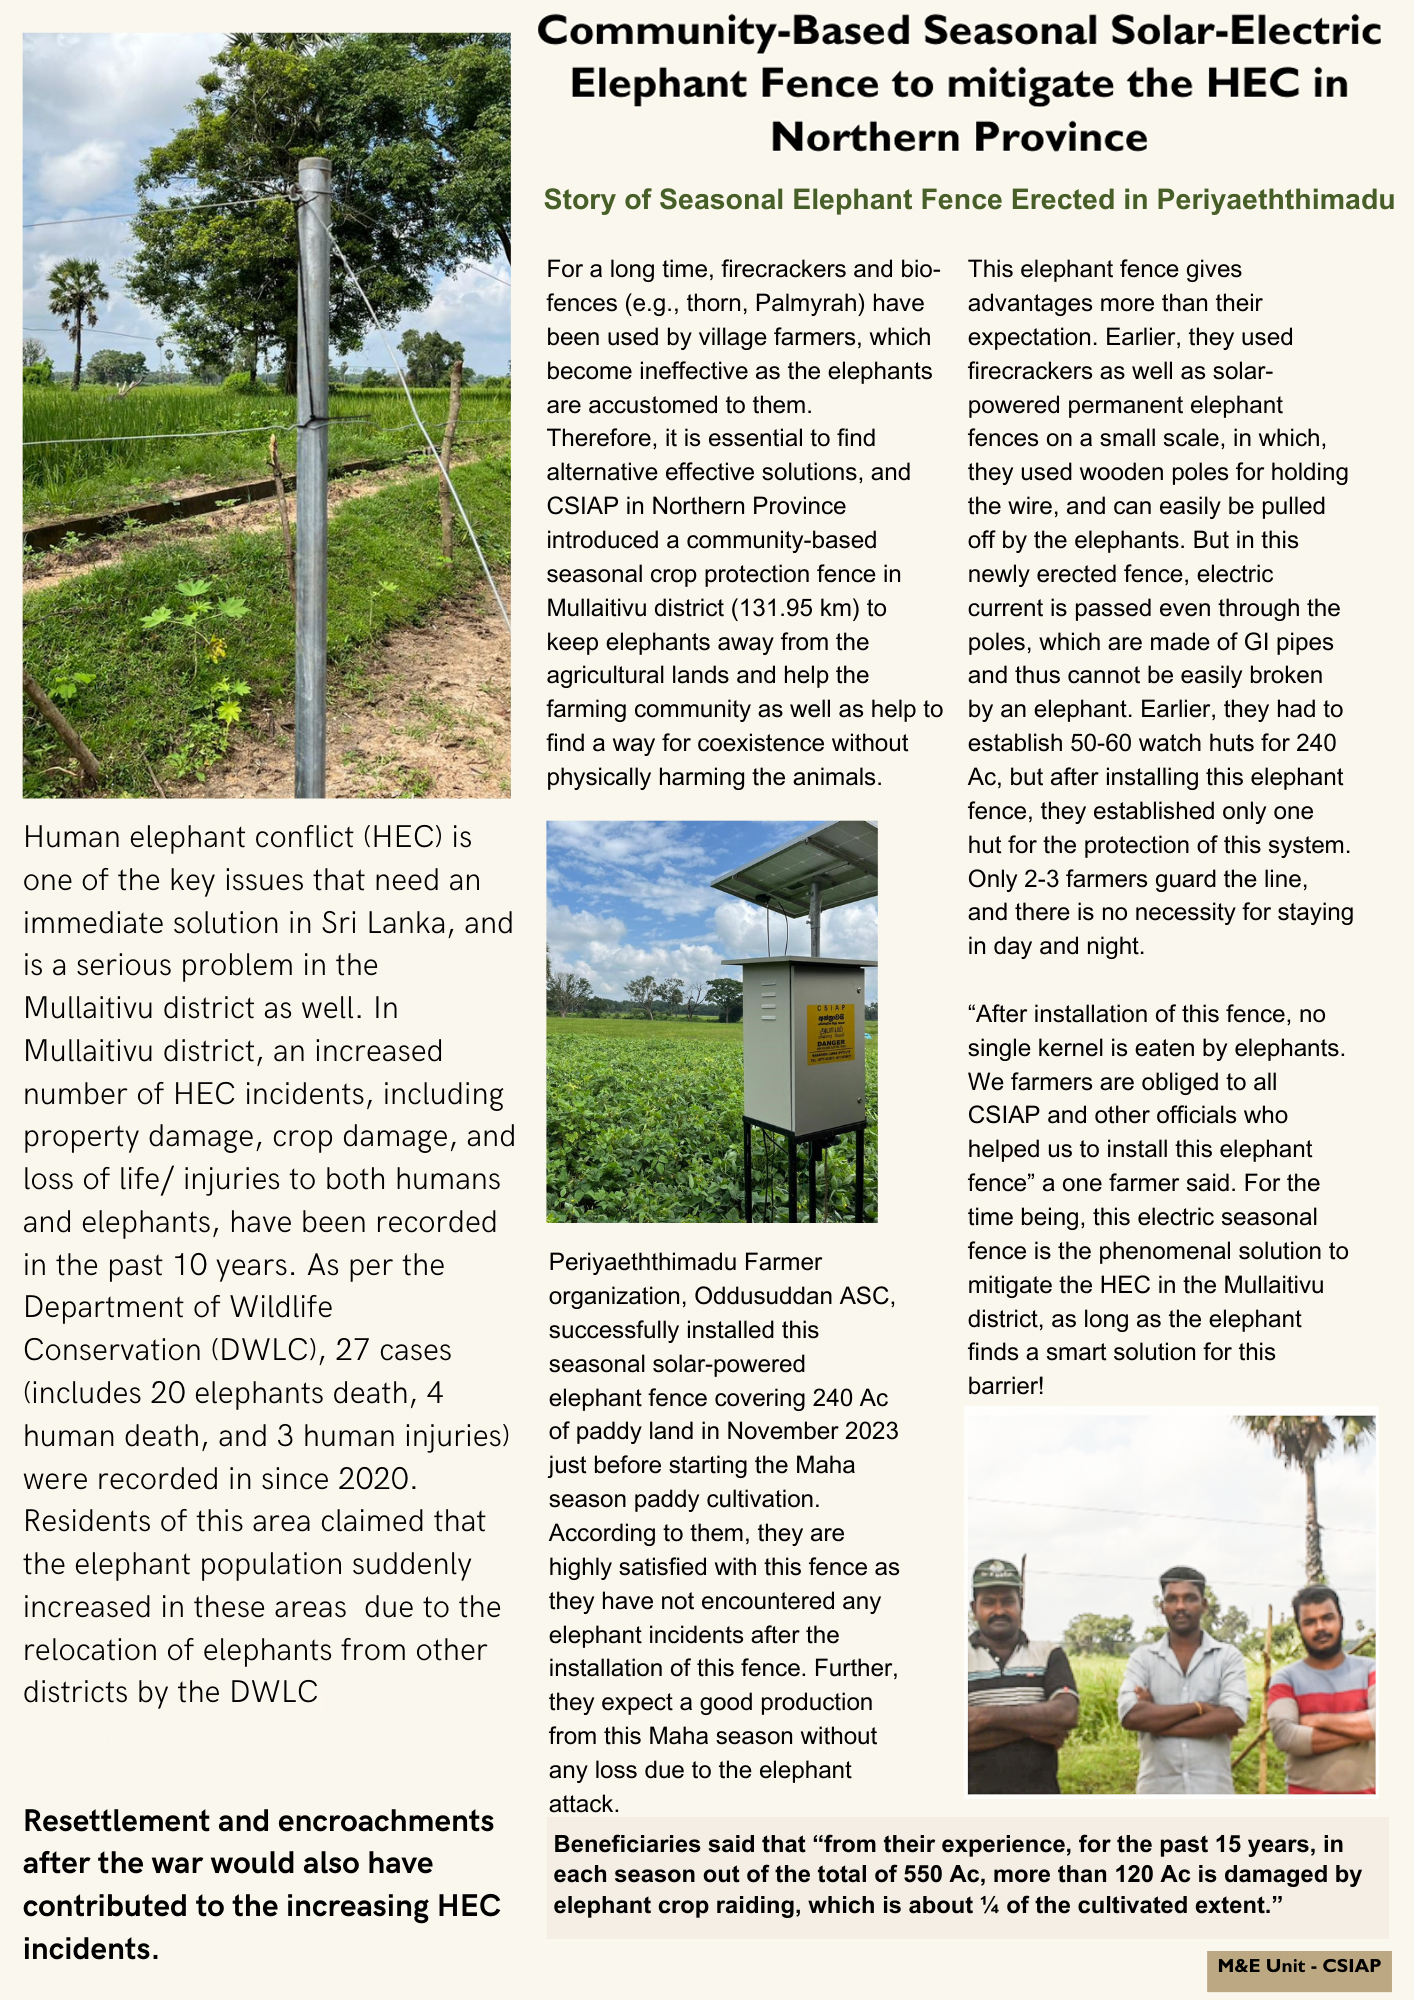 Community-Based Seasonal Solar-Electric
Elephant Fence to mitigate the HEC in
Northern Province
Story of Seasonal Elephant Fence Erected in Periyaeththimadu
Human elephant conflict (HEC) is
one of the key issues that need an
immediate solution in Sri Lanka, and
is a serious problem in the
Mullaitivu district as well. In
Mullaitivu district, an increased
number of HEC incidents, including
property damage, crop damage, and
loss of life/ injuries to both humans
and elephants, have been recorded
in the past 10 years. As per the
Department of Wildlife
Conservation (DWLC), 27 cases
(includes 20 elephants death, 4
human death, and 3 human injuries)
were recorded in since 2020.
Residents of this area claimed that
the elephant population suddenly
increased in these areas  due to the
relocation of elephants from other
districts by the DWLC
Resettlement and encroachments
after the war would also have
contributed to the increasing HEC
incidents.
For a long time, firecrackers and bio-
fences (e.g., thorn, Palmyrah) have
been used by village farmers, which
become ineffective as the elephants
are accustomed to them.
Therefore, it is essential to find
alternative effective solutions, and
CSIAP in Northern Province
introduced a community-based
seasonal crop protection fence in
Mullaitivu district (131.95 km) to
keep elephants away from the
agricultural lands and help the
farming community as well as help to
find a way for coexistence without
physically harming the animals.
CSIAP
DANGER
Periyaeththimadu Farmer
organization, Oddusuddan ASC,
successfully installed this
seasonal solar-powered
elephant fence covering 240 Ac
of paddy land in November 2023
just before starting the Maha
season paddy cultivation.
According to them, they are
highly satisfied with this fence as
they have not encountered any
elephant incidents after the
installation of this fence. Further,
they expect a good production
from this Maha season without
any loss due to the elephant
attack.
This elephant fence gives
advantages more than their
expectation. Earlier, they used
firecrackers as well as solar-
powered permanent elephant
fences on a small scale, in which,
they used wooden poles for holding
the wire, and can easily be pulled
off by the elephants. But in this
newly erected fence, electric
current is passed even through the
poles, which are made of GI pipes
and thus cannot be easily broken
by an elephant. Earlier, they had to
establish 50-60 watch huts for 240
Ac, but after installing this elephant
fence, they established only one
hut for the protection of this system.
Only 2-3 farmers guard the line,
and there is no necessity for staying
in day and night.
“After installation of this fence, no
single kernel is eaten by elephants.
We farmers are obliged to all
CSIAP and other officials who
helped us to install this elephant
fence” a one farmer said. For the
time being, this electric seasonal
fence is the phenomenal solution to
mitigate the HEC in the Mullaitivu
district, as long as the elephant
finds a smart solution for this
barrier!
Beneficiaries said that “from their experience, for the past 15 years, in
each season out of the total of 550 Ac, more than 120 Ac is damaged by
elephant crop raiding, which is about ¼ of the cultivated extent.”
M&E Unit - CSIAP